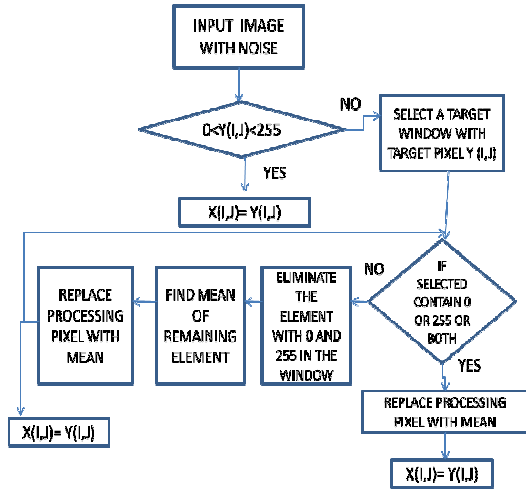 INPUT IMAGE
WITH NOISE
0<Y(I,J)<255
NO
SELECT A TARGET
WINDOW WITH
TARGET PIXEL Y (I,J)
YES
X(I,J)= Y(I,J)
IF
SELECTED
CONTAIN 0
OR 255 OR
BOTH
NO
ELIMINATE
THE
ELEMENT
WITH 0 AND
255 IN THE
WINDOW
FIND MEAN
OF
REMAINING
ELEMENT
REPLACE
PROCESSING
PIXEL WITH
MEAN
X(I,J)= Y(I,J)
YES
REPLACE PROCESSING
PIXEL WITH MEAN
X(I,J)= Y(I,J)